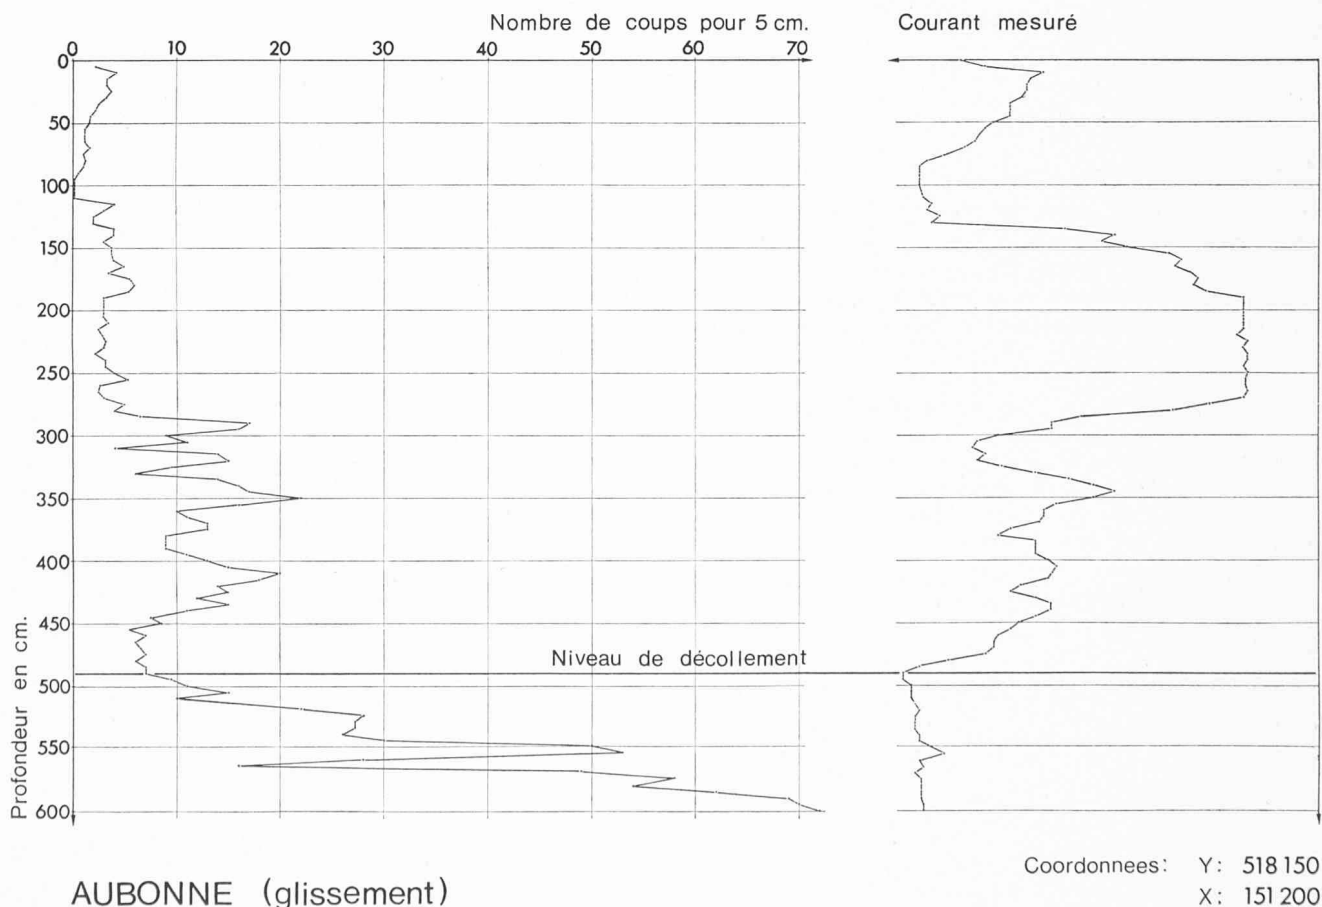 Nombre de coups pour 5 cm.
Courant mesuré
0 10 20 30 40 50 60 70
0
50
100
150
200
250
300
350
400
450
500
550
600
Profondeur en cm.
Niveau de décollement
Coordonnees: Y: 518 150
X: 151 200
AUBONNE (glissement)